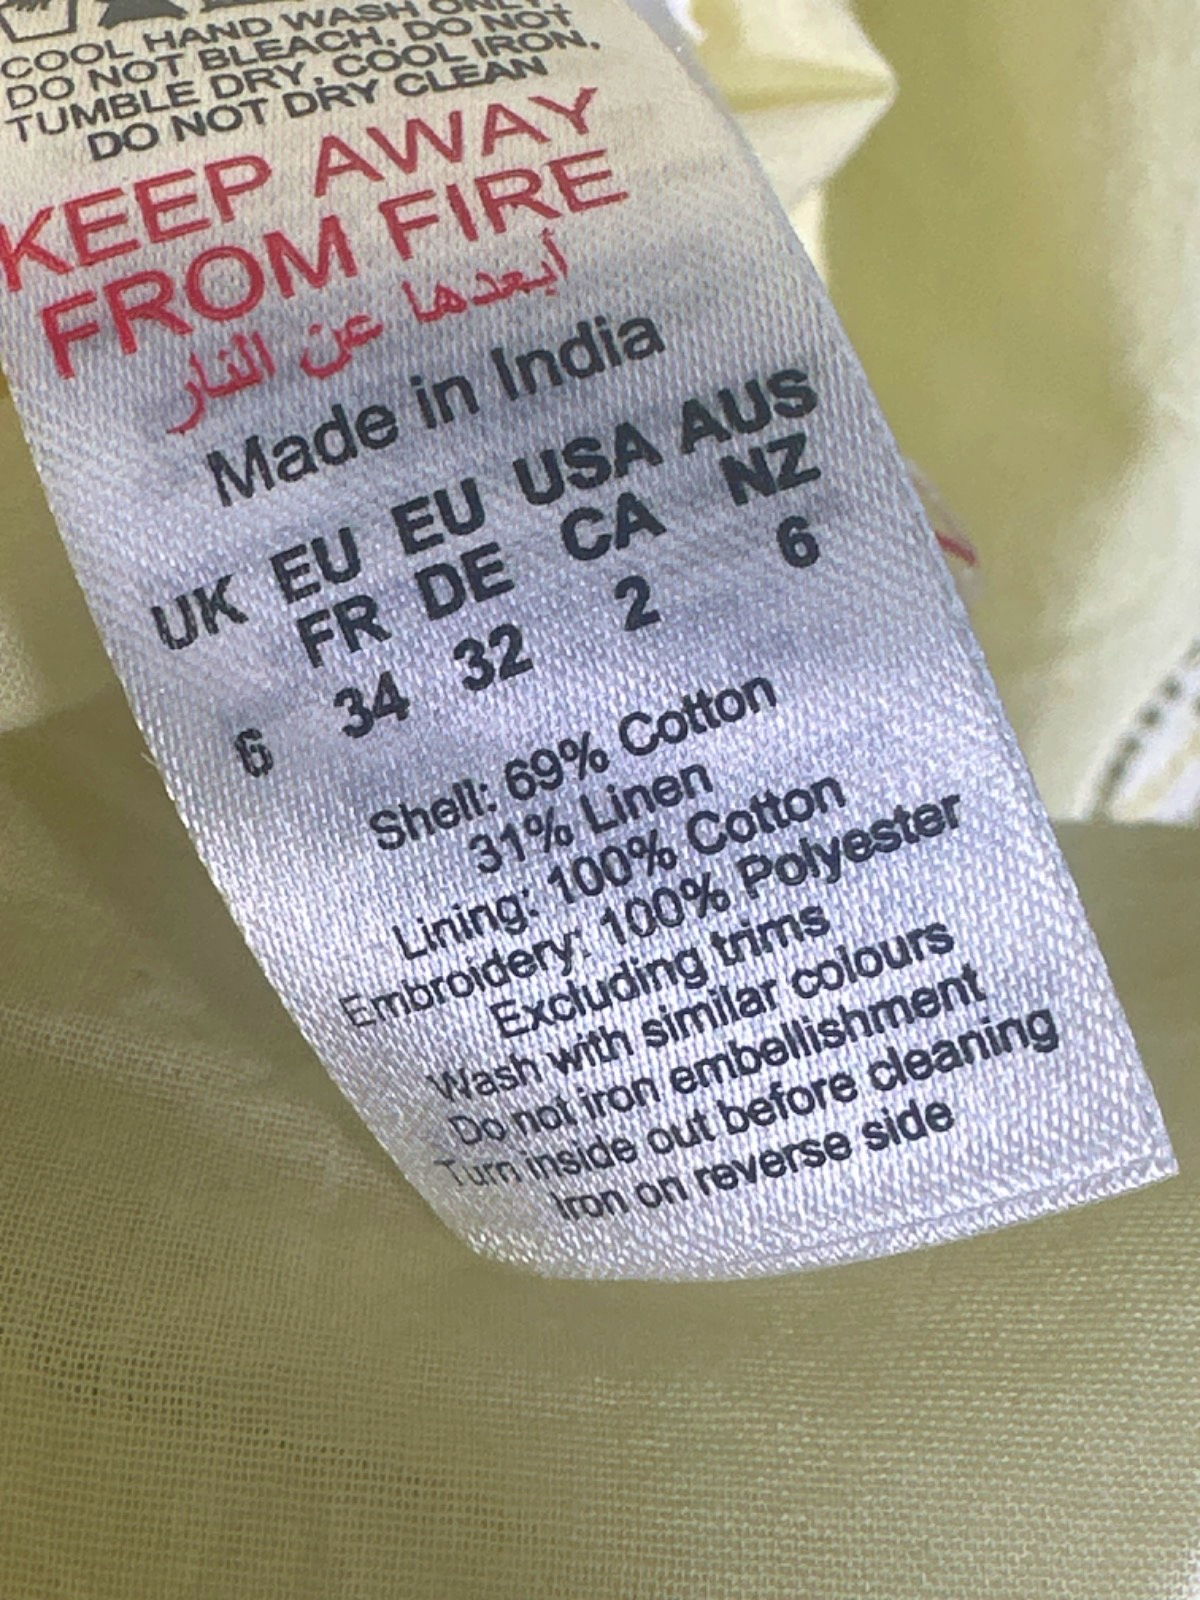 COOL HAND WASH ONLY,
DO NOT BLEACH, DO NOT
TUMBLE DRY, COOL IRON,
DO NOT DRY CLEAN
KEEP AWAY
FROM FIRE
أبعدها عن النار
Made in India
UK EU EU USA AUS
FR DE CA NZ
6 34 32 2 6
Shell: 69% Cotton
31% Linen
Lining: 100% Cotton
Embroidery: 100% Polyester
Excluding trims
Wash with similar colours
Do not iron embellishment
Turn inside out before cleaning
Iron on reverse side